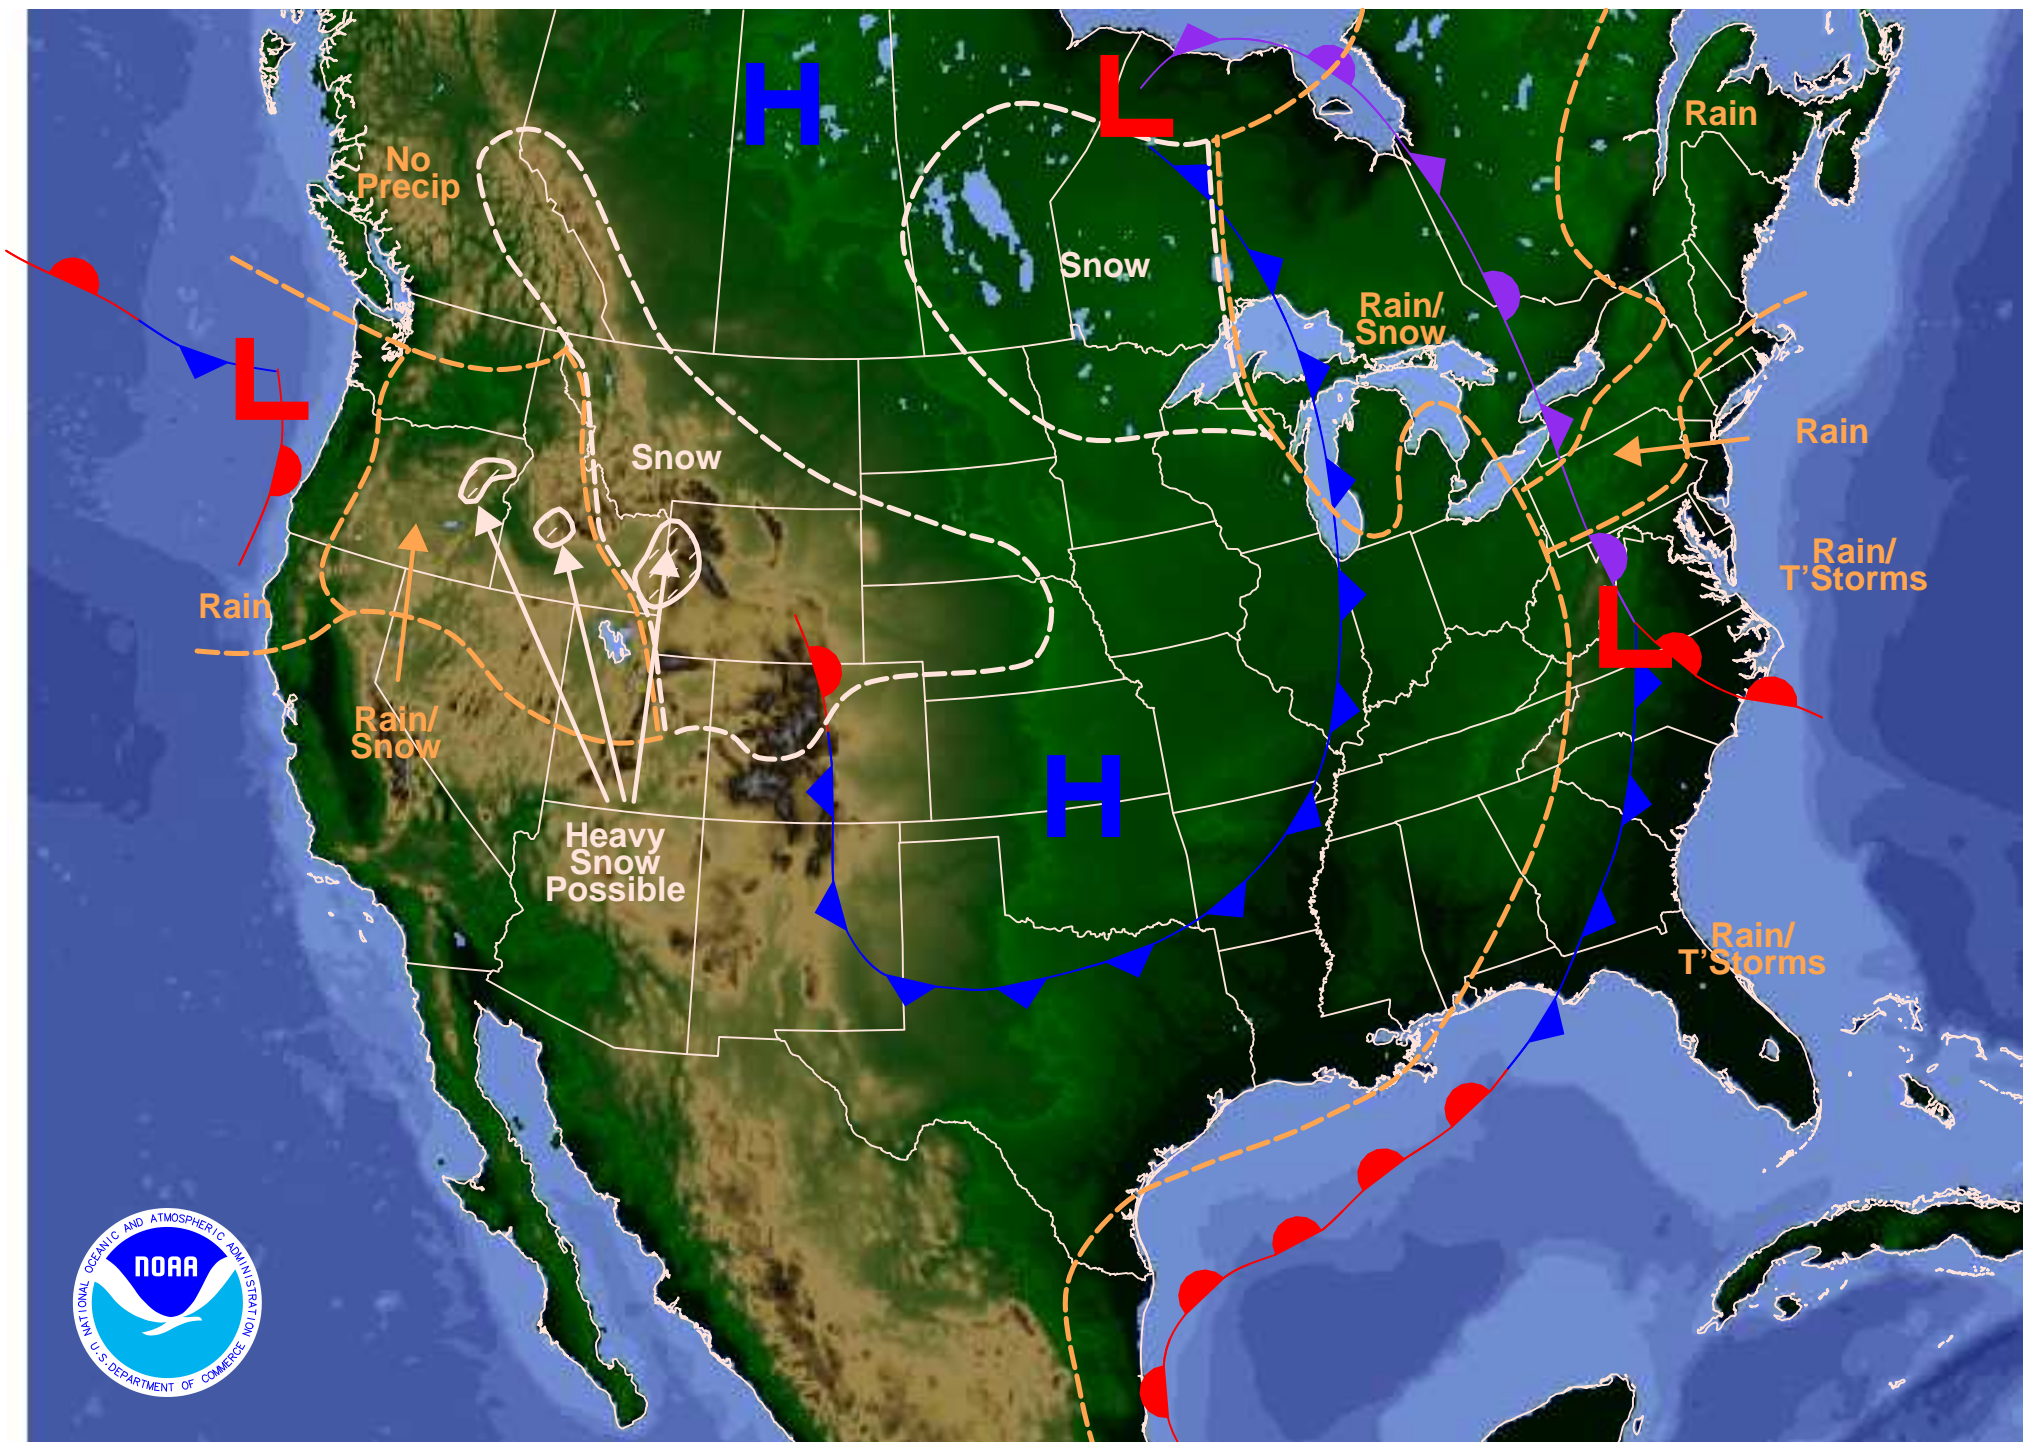 H
L
Rain
No
Precip
Snow
Rain/
Snow
L
Rain
Snow
Rain/
T'Storms
Rain
L
Rain/
Snow
H
Heavy
Snow
Possible
Rain/
T'Storms
NATIONAL OCEANIC AND ATMOSPHERIC ADMINISTRATION
NOAA
U.S. DEPARTMENT OF COMMERCE